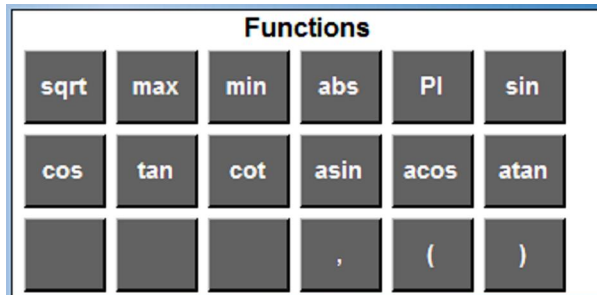 Functions
sqrt max min abs PI sin
cos tan cot asin acos atan
, ( )